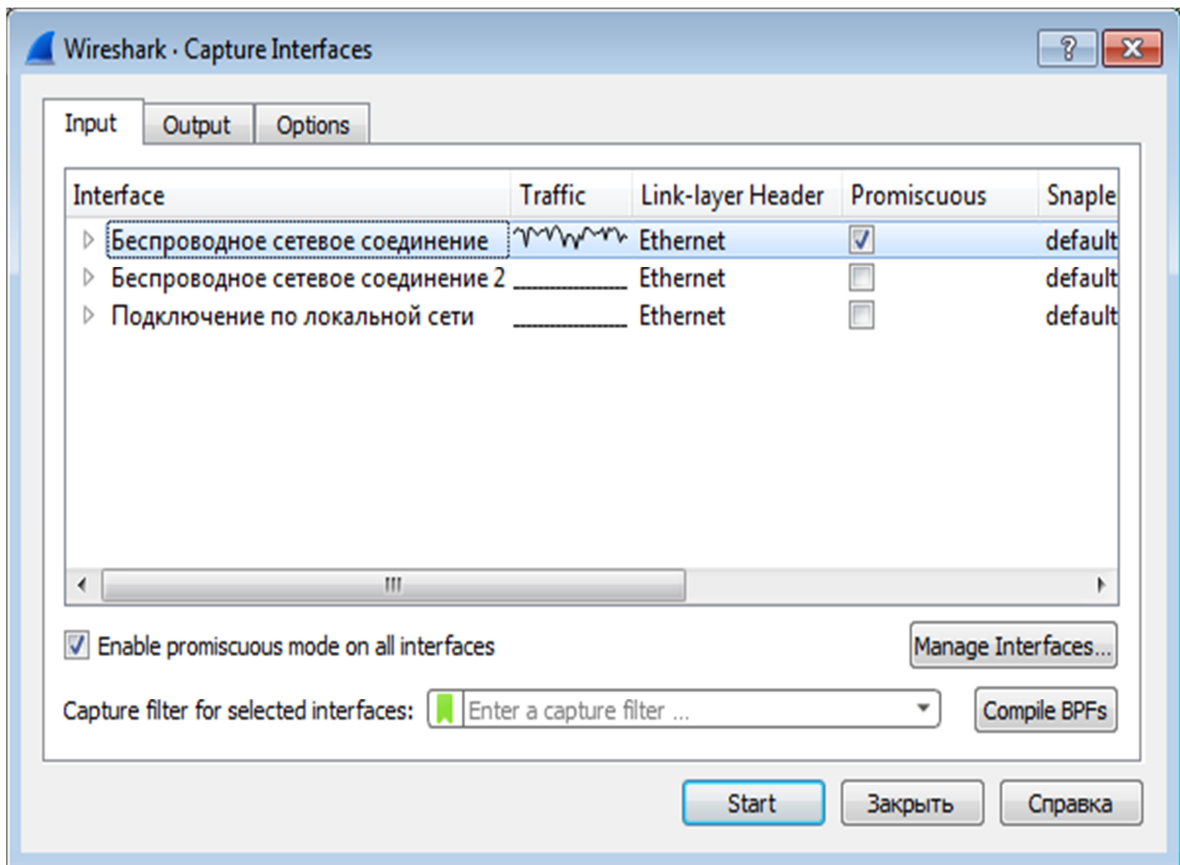 Wireshark · Capture Interfaces
Input Output Options
Interface Traffic Link-layer Header Promiscuous Snaple
Беспроводное сетевое соединение Ethernet default
Беспроводное сетевое соединение 2 Ethernet default
Подключение по локальной сети Ethernet default
Enable promiscuous mode on all interfaces Manage Interfaces...
Capture filter for selected interfaces: Enter a capture filter ... Compile BPFs
Start Закрыть Справка